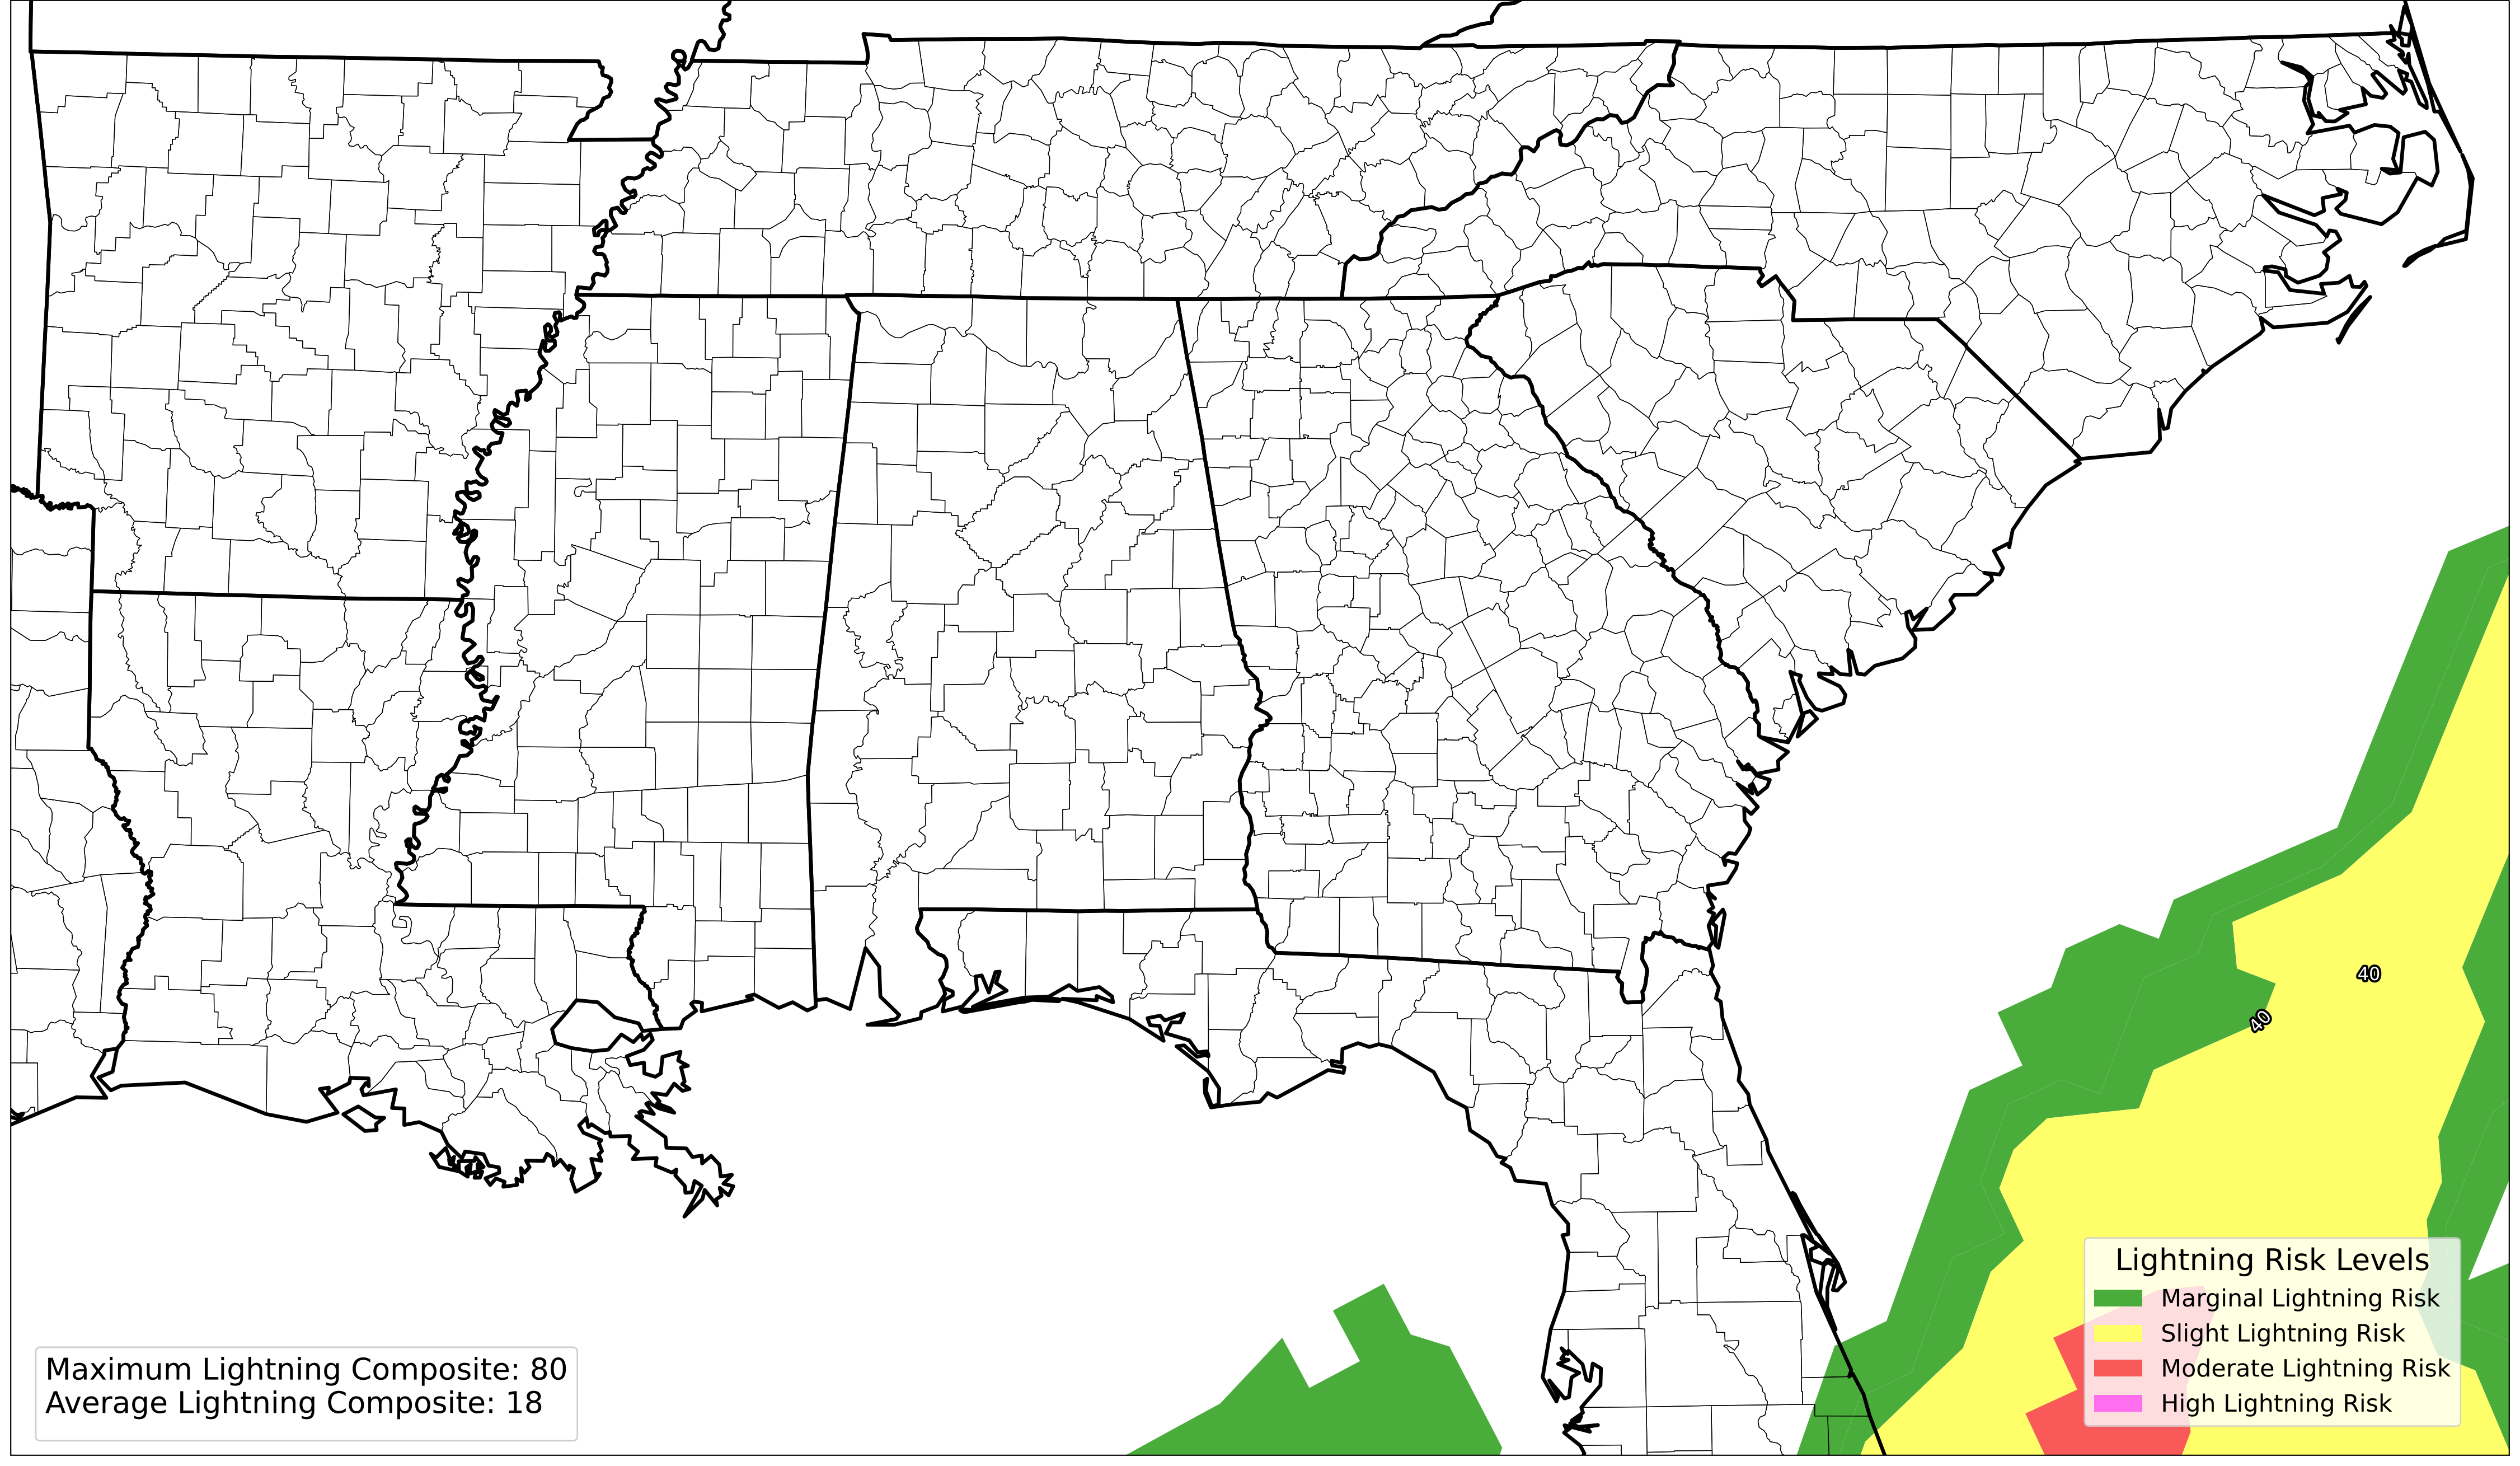 40
40
Lightning Risk Levels
Marginal Lightning Risk
Slight Lightning Risk
Moderate Lightning Risk
High Lightning Risk
Maximum Lightning Composite: 80
Average Lightning Composite: 18